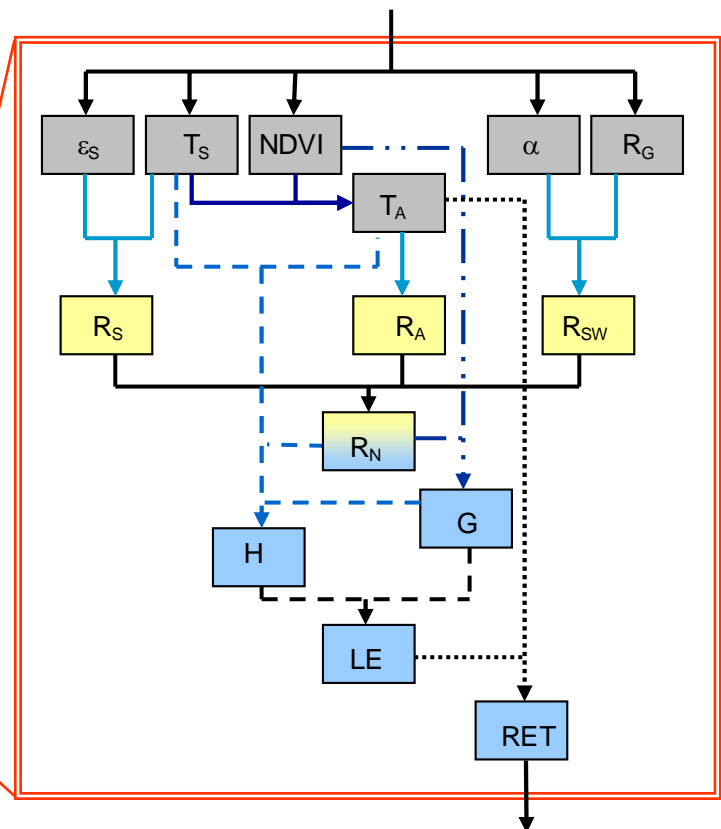 εS TS NDVI α RG
TA
RS RA RSW
RN
G
H
LE
RET